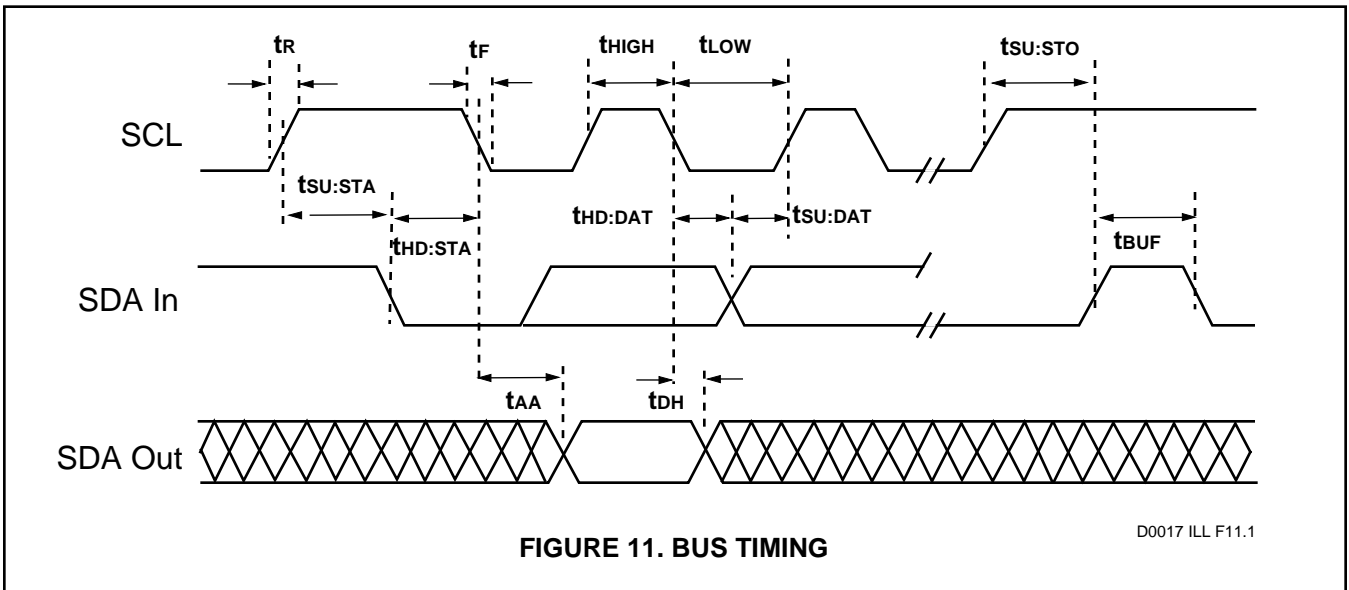 tR
tF
tHIGH
tLOW
tSU:STO
SCL
tSU:STA
tHD:STA
tHD:DAT
tSU:DAT
tBUF
SDA In
tAA
tDH
SDA Out
D0017 ILL F11.1
FIGURE 11. BUS TIMING